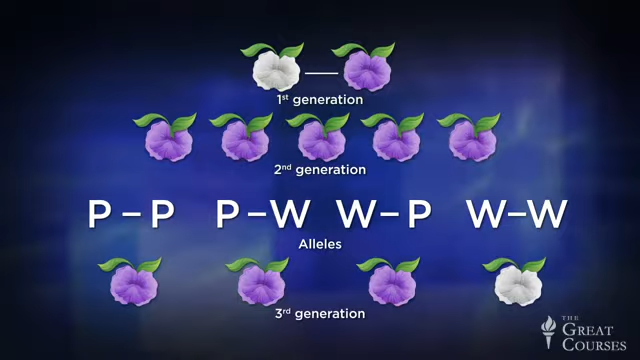 1st generation
2nd generation
P – P P – W W – P W – W
Alleles
3rd generation
THE
GREAT
COURSES